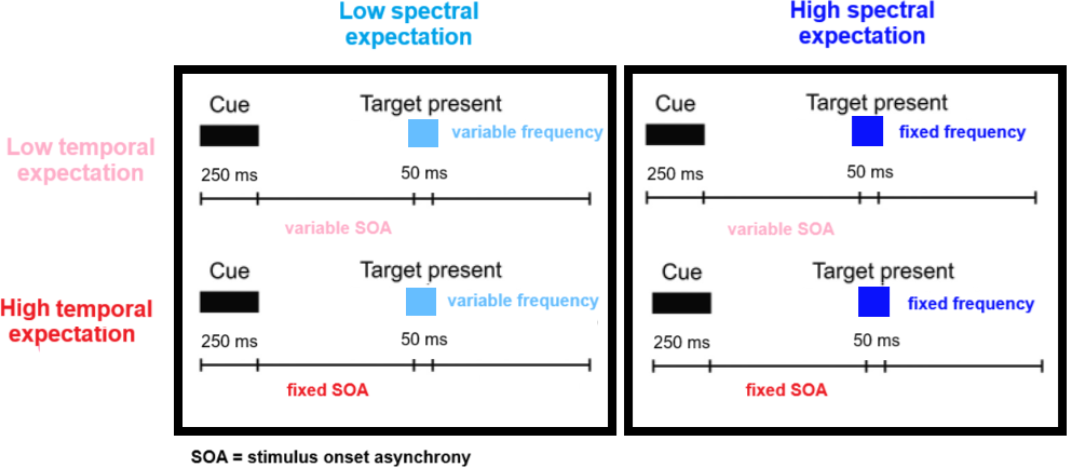 Low spectral
expectation
High spectral
expectation
Low temporal
expectation
Cue
Target present
variable frequency
250 ms
50 ms
variable SOA
Cue
Target present
fixed frequency
250 ms
50 ms
variable SOA
High temporal
expectation
Cue
Target present
variable frequency
250 ms
50 ms
fixed SOA
Cue
Target present
fixed frequency
250 ms
50 ms
fixed SOA
SOA = stimulus onset asynchrony